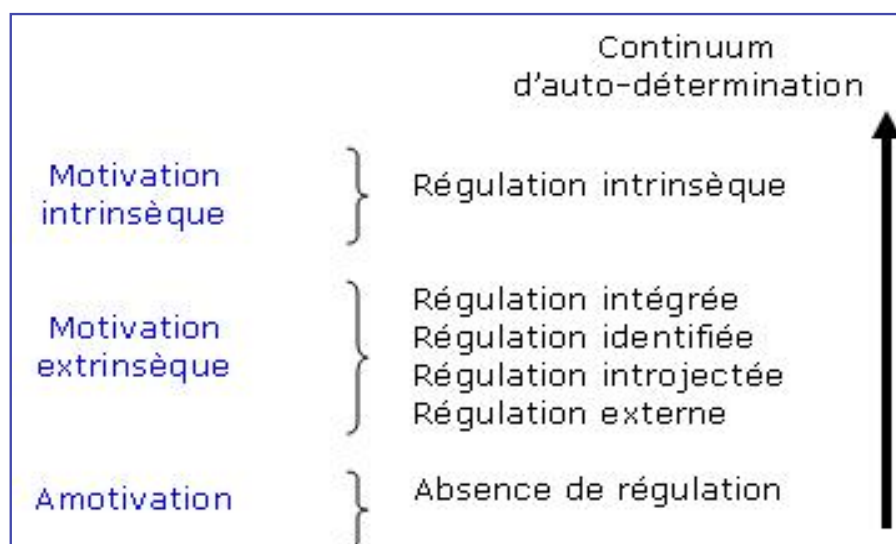 Continuum
d'auto-détermination
Motivation
intrinsèque
Régulation intrinsèque
Motivation
extrinsèque
Régulation intégrée
Régulation identifiée
Régulation introjectée
Régulation externe
Amotivation
Absence de régulation